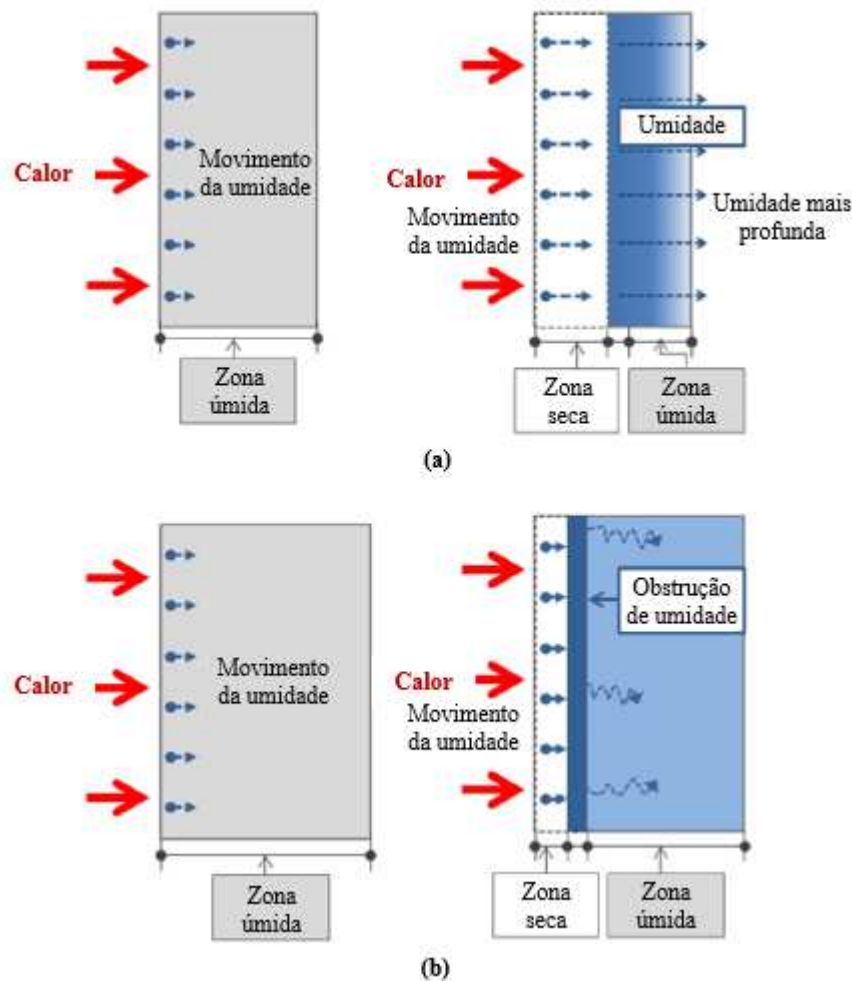 Calor
Movimento
da umidade
Zona
úmida
Calor
Movimento
da umidade
Umidade
Umidade mais
profunda
Zona
seca
Zona
úmida
(a)
Calor
Movimento
da umidade
Zona
úmida
Calor
Movimento
da umidade
Obstrução
de umidade
Zona
seca
Zona
úmida
(b)